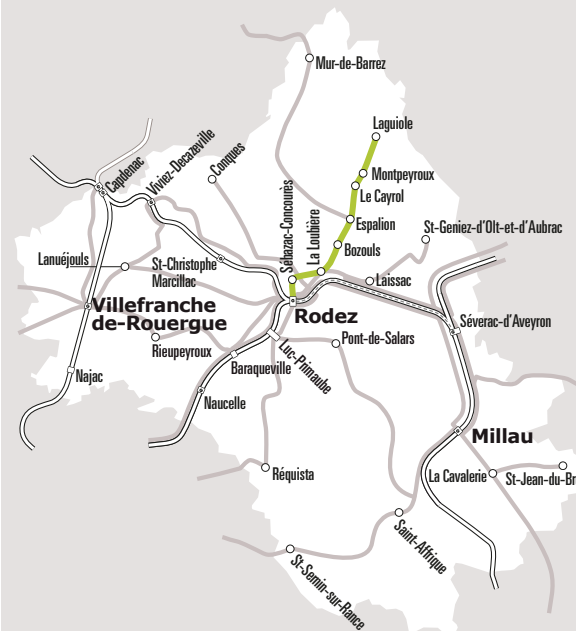 Mur-de-Barrez
Laguiole
Capdenac
Viviez-Decazeville
Conques
Montpeyroux
Le Cayrol
Espalion
St-Geniez-d'Olt-et-d'Aubrac
Sébazac-Concourès
La Loubière
Bozouls
Lanuéjouls
St-Christophe
Marcillac
Laissac
Villefranche
de-Rouergue
Rodez
Séverac-d'Aveyron
Rieupeyroux
Luc-Primaube
Pont-de-Salars
Baraqueville
Najac
Naucelle
Millau
Réquista
La Cavalerie
St-Jean-du-Br
Saint-Affrique
St-Sernin-sur-Rance